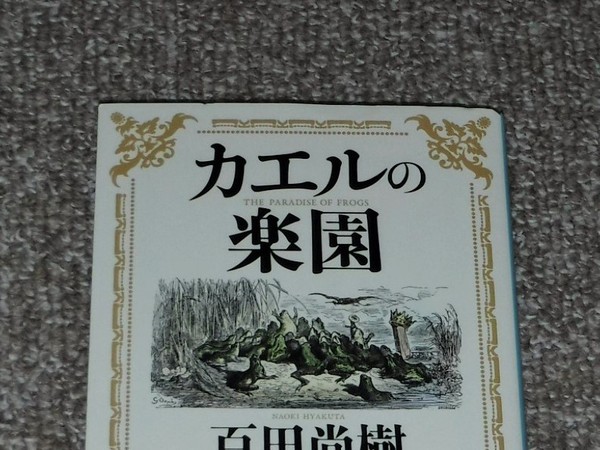 カエルの
THE PARADISE OF FROGS
楽園
NAOKI HYAKUTA
百田尚樹